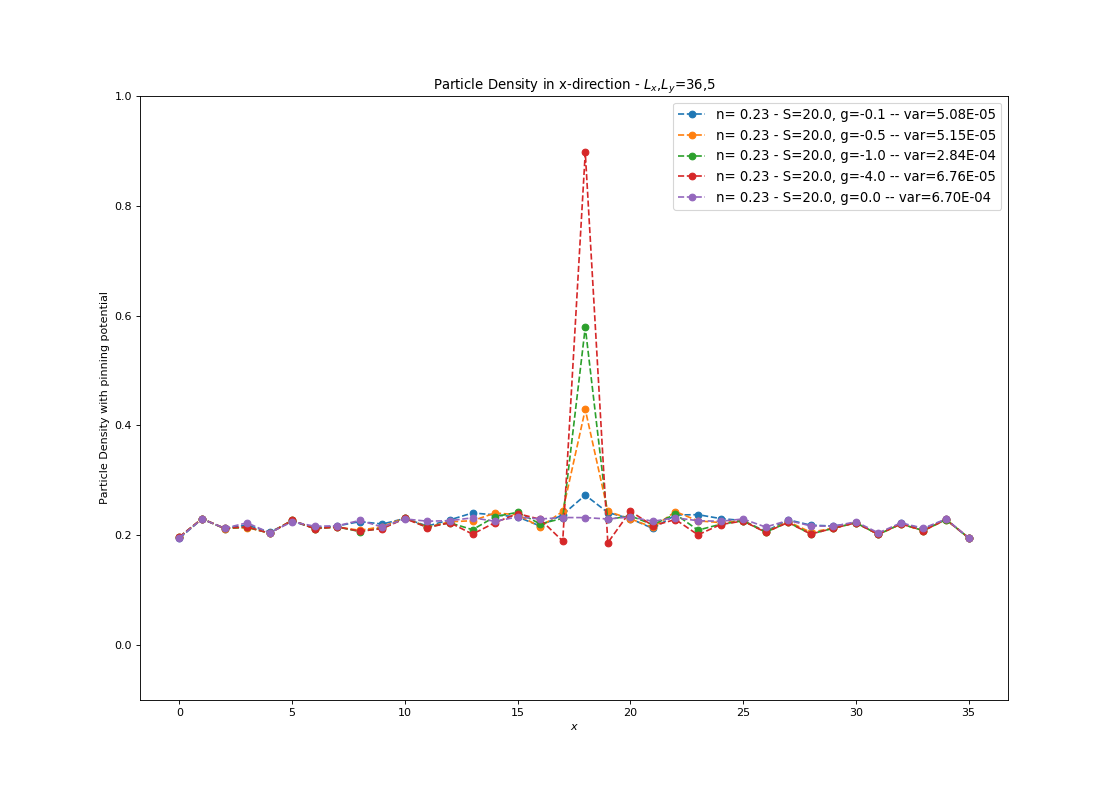 Particle Density in x-direction - Lx,Ly=36,5
1.0
0.8
0.6
0.4
0.2
0.0
Particle Density with pinning potential
n= 0.23 - S=20.0, g=-0.1 -- var=5.08E-05
n= 0.23 - S=20.0, g=-0.5 -- var=5.15E-05
n= 0.23 - S=20.0, g=-1.0 -- var=2.84E-04
n= 0.23 - S=20.0, g=-4.0 -- var=6.76E-05
n= 0.23 - S=20.0, g=0.0 -- var=6.70E-04
0 5 10 15 20 25 30 35
x